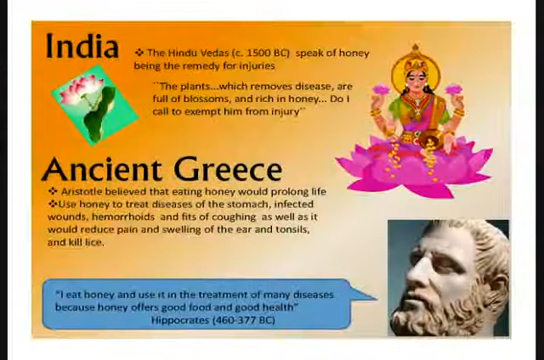 India
❖ The Hindu Vedas (c. 1500 BC) speak of honey
being the remedy for injuries
``The plants...which removes disease, are
full of blossoms, and rich in honey... Do I
call to exempt him from injury``
Ancient Greece
❖ Aristotle believed that eating honey would prolong life
❖Use honey to treat diseases of the stomach, infected
wounds, hemorrhoids and fits of coughing as well as it
would reduce pain and swelling of the ear and tonsils,
and kill lice.
"I eat honey and use it in the treatment of many diseases
because honey offers good food and good health"
Hippocrates (460-377 BC)